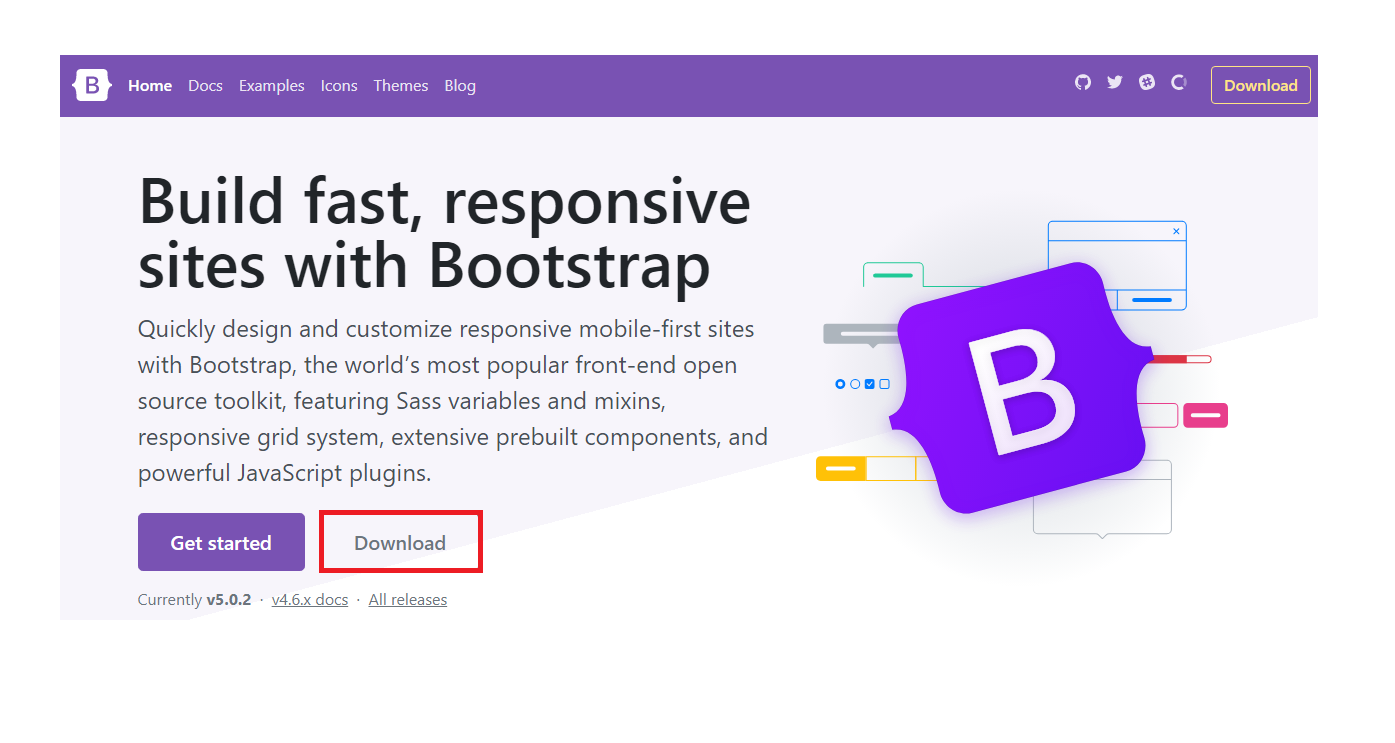 B Home Docs Examples Icons Themes Blog Download
Build fast, responsive
sites with Bootstrap
Quickly design and customize responsive mobile-first sites
with Bootstrap, the world’s most popular front-end open
source toolkit, featuring Sass variables and mixins,
responsive grid system, extensive prebuilt components, and
powerful JavaScript plugins.
B
Get started Download
Currently v5.0.2 · v4.6.x docs · All releases